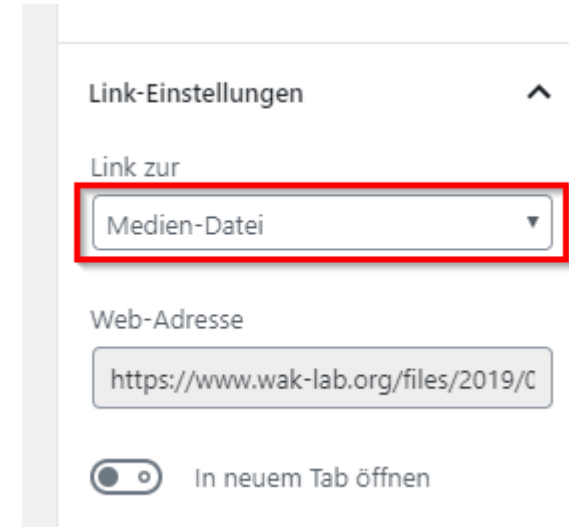 Link-Einstellungen
Link zur
Medien-Datei
Web-Adresse
https://www.wak-lab.org/files/2019/0
In neuem Tab öffnen